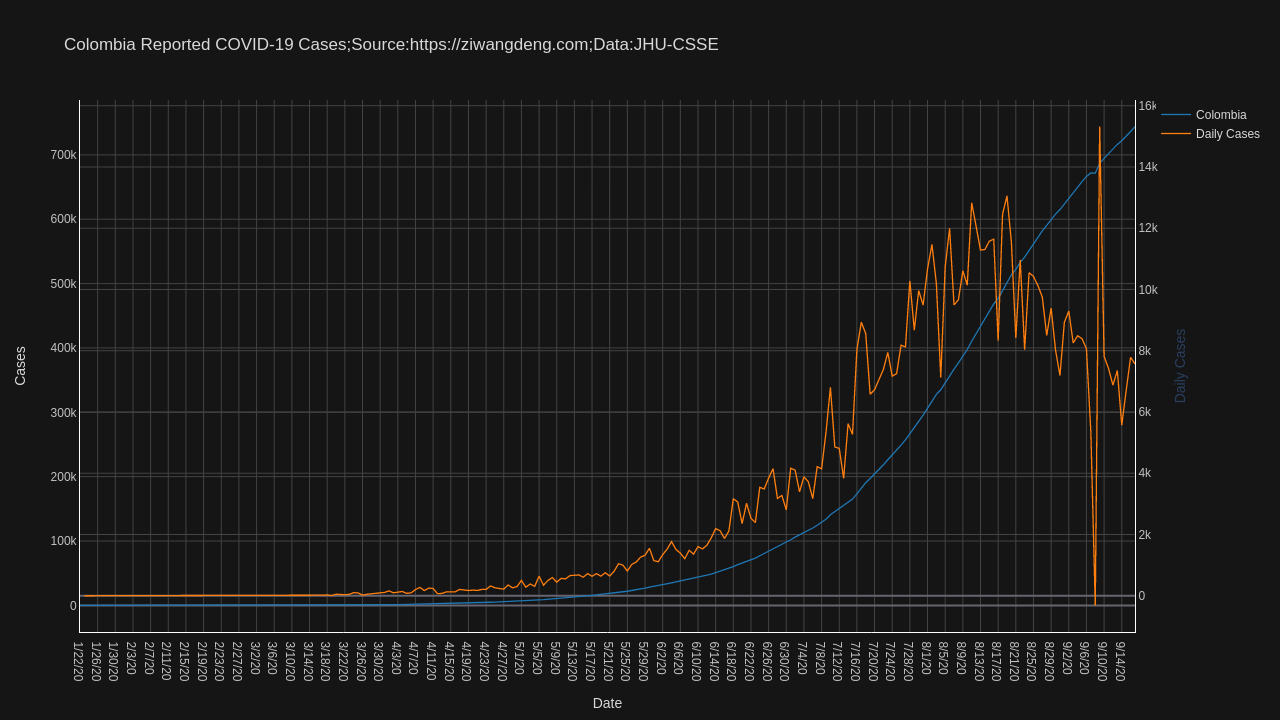 Colombia Reported COVID-19 Cases;Source:https://ziwangdeng.com;Data:JHU-CSSE
Colombia
Daily Cases
Cases
700k
600k
500k
400k
300k
200k
100k
0
16k
14k
12k
10k
8k
6k
4k
2k
0
Daily Cases
1/22/20
1/26/20
1/30/20
2/3/20
2/7/20
2/11/20
2/15/20
2/19/20
2/23/20
2/27/20
3/2/20
3/6/20
3/10/20
3/14/20
3/18/20
3/22/20
3/26/20
3/30/20
4/3/20
4/7/20
4/11/20
4/15/20
4/19/20
4/23/20
4/27/20
5/1/20
5/5/20
5/9/20
5/13/20
5/17/20
5/21/20
5/25/20
5/29/20
6/2/20
6/6/20
6/10/20
6/14/20
6/18/20
6/22/20
6/26/20
6/30/20
7/4/20
7/8/20
7/12/20
7/16/20
7/20/20
7/24/20
7/28/20
8/1/20
8/5/20
8/9/20
8/13/20
8/17/20
8/21/20
8/25/20
8/29/20
9/2/20
9/6/20
9/10/20
9/14/20
Date